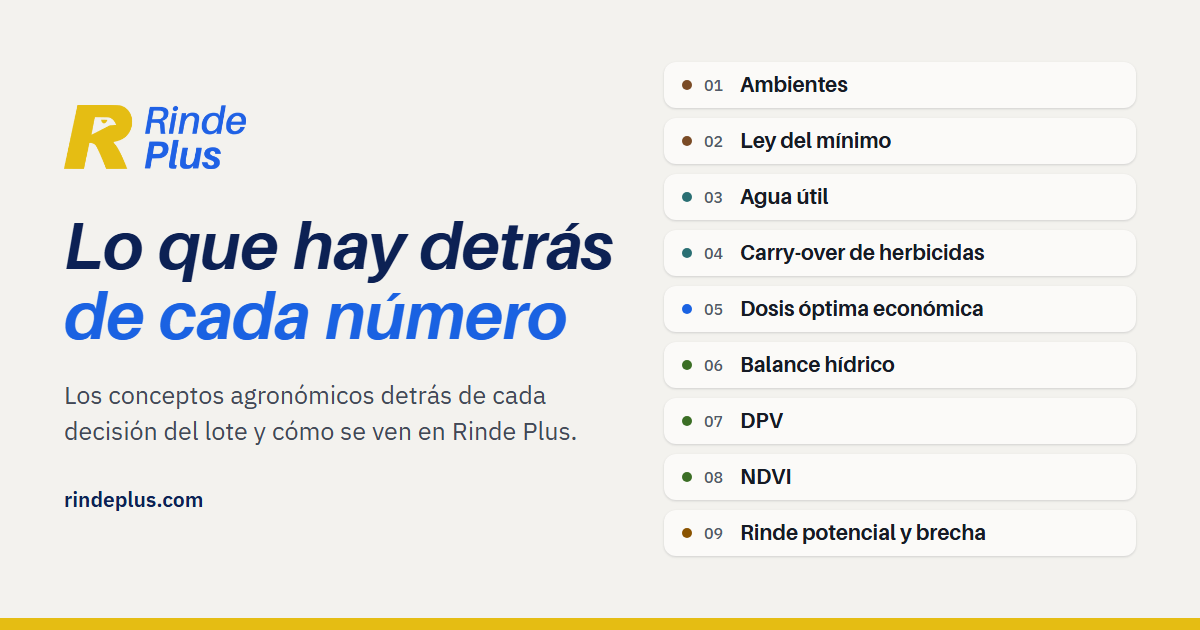 Rinde
Plus
Lo que hay detrás
de cada número
Los conceptos agronómicos detrás de cada
decisión del lote y cómo se ven en Rinde Plus.
rindeplus.com
01 Ambientes
02 Ley del mínimo
03 Agua útil
04 Carry-over de herbicidas
05 Dosis óptima económica
06 Balance hídrico
07 DPV
08 NDVI
09 Rinde potencial y brecha